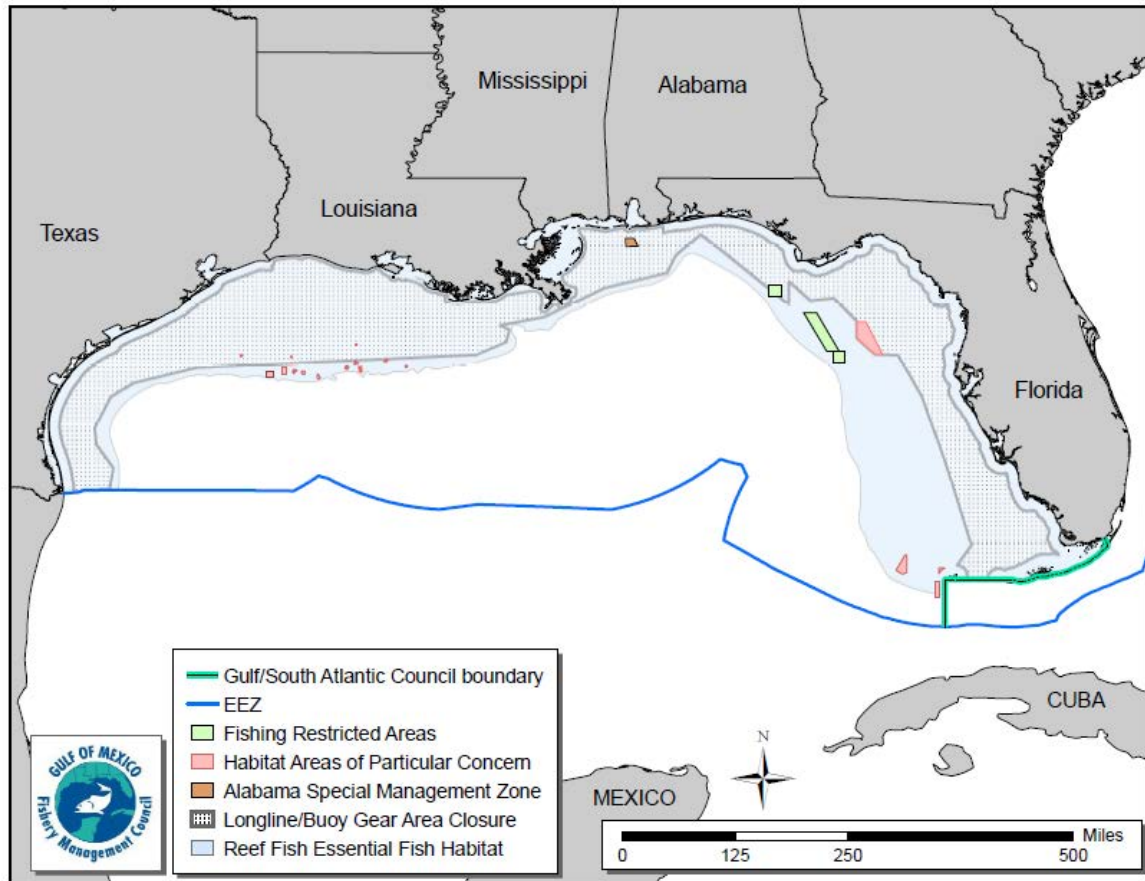 Mississippi
Alabama
Louisiana
Texas
Florida
Gulf/South Atlantic Council boundary
EEZ
Fishing Restricted Areas
Habitat Areas of Particular Concern
Alabama Special Management Zone
Longline/Buoy Gear Area Closure
Reef Fish Essential Fish Habitat
GULF OF MEXICO
Fishery Management Council
N
CUBA
MEXICO
Miles
0 125 250 500